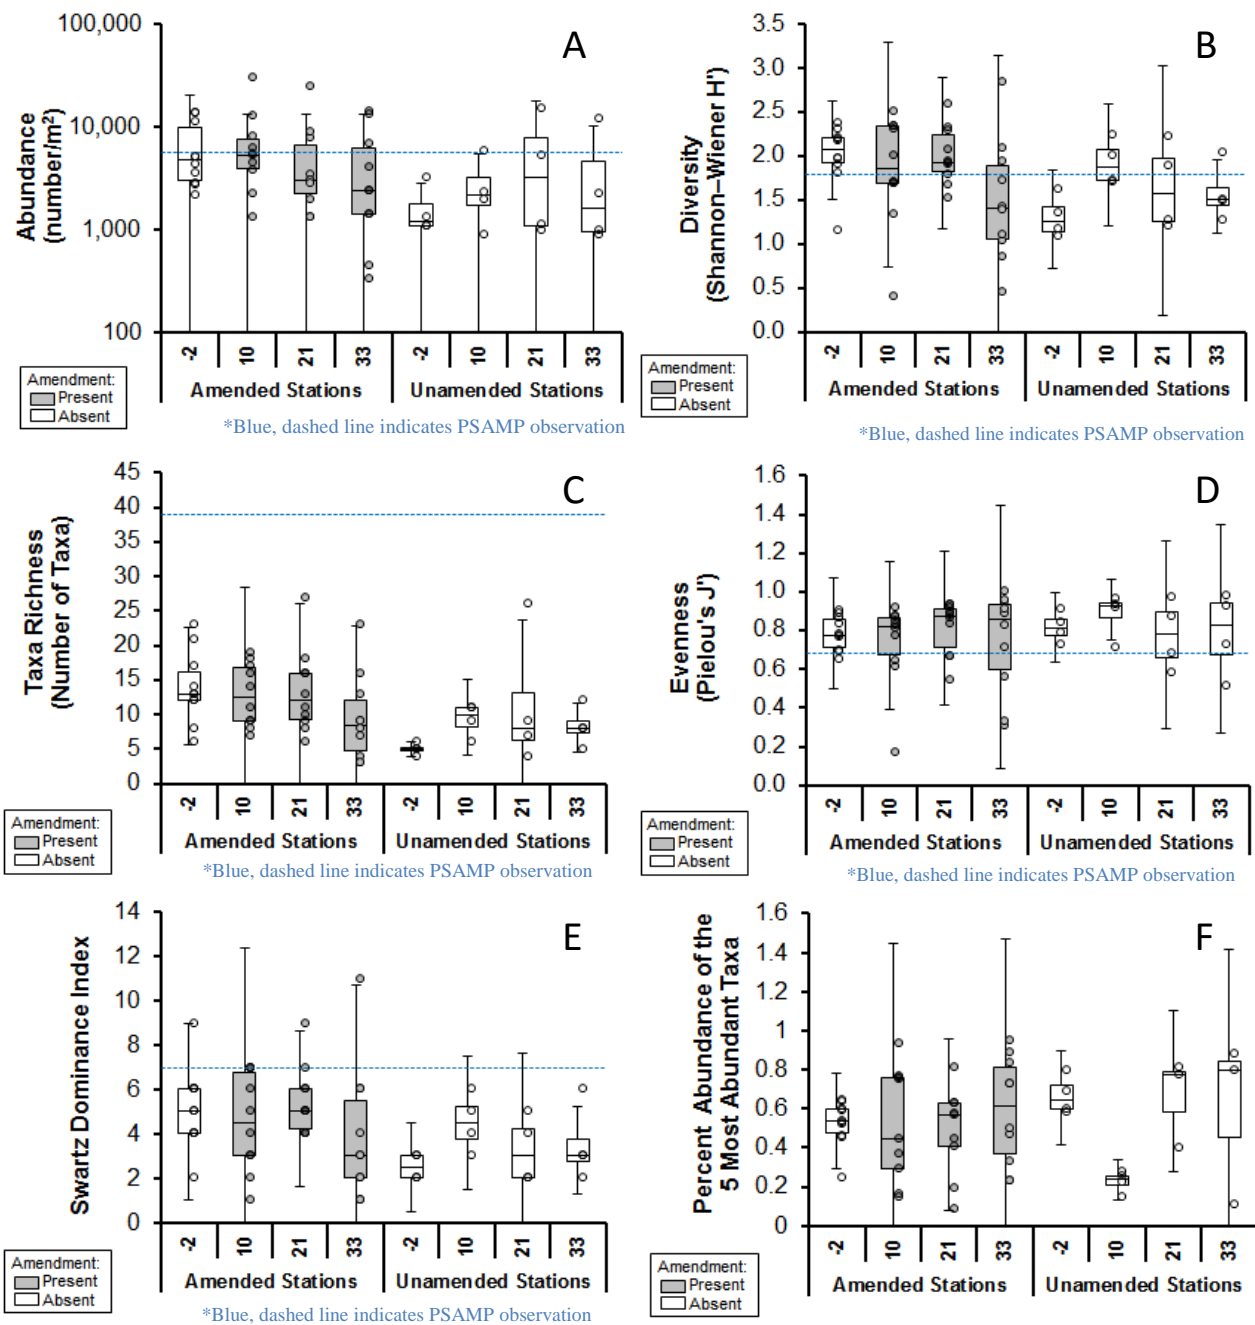 A
Abundance
(number/m²)
100,000
10,000
1,000
100
-2 10 21 33 -2 10 21 33
Amended Stations Unamended Stations
Amendment:
Present
Absent
*Blue, dashed line indicates PSAMP observation
B
Diversity
(Shannon–Wiener H')
3.5
3.0
2.5
2.0
1.5
1.0
0.5
0.0
-2 10 21 33 -2 10 21 33
Amended Stations Unamended Stations
Amendment:
Present
Absent
*Blue, dashed line indicates PSAMP observation
C
Taxa Richness
(Number of Taxa)
45
40
35
30
25
20
15
10
5
0
-2 10 21 33 -2 10 21 33
Amended Stations Unamended Stations
Amendment:
Present
Absent
*Blue, dashed line indicates PSAMP observation
D
Evenness
(Pielou's J')
1.6
1.4
1.2
1.0
0.8
0.6
0.4
0.2
0.0
-2 10 21 33 -2 10 21 33
Amended Stations Unamended Stations
Amendment:
Present
Absent
*Blue, dashed line indicates PSAMP observation
E
Swartz Dominance Index
14
12
10
8
6
4
2
0
-2 10 21 33 -2 10 21 33
Amended Stations Unamended Stations
Amendment:
Present
Absent
*Blue, dashed line indicates PSAMP observation
F
Percent Abundance of the
5 Most Abundant Taxa
1.6
1.4
1.2
1
0.8
0.6
0.4
0.2
0
-2 10 21 33 -2 10 21 33
Amended Stations Unamended Stations
Amendment:
Present
Absent